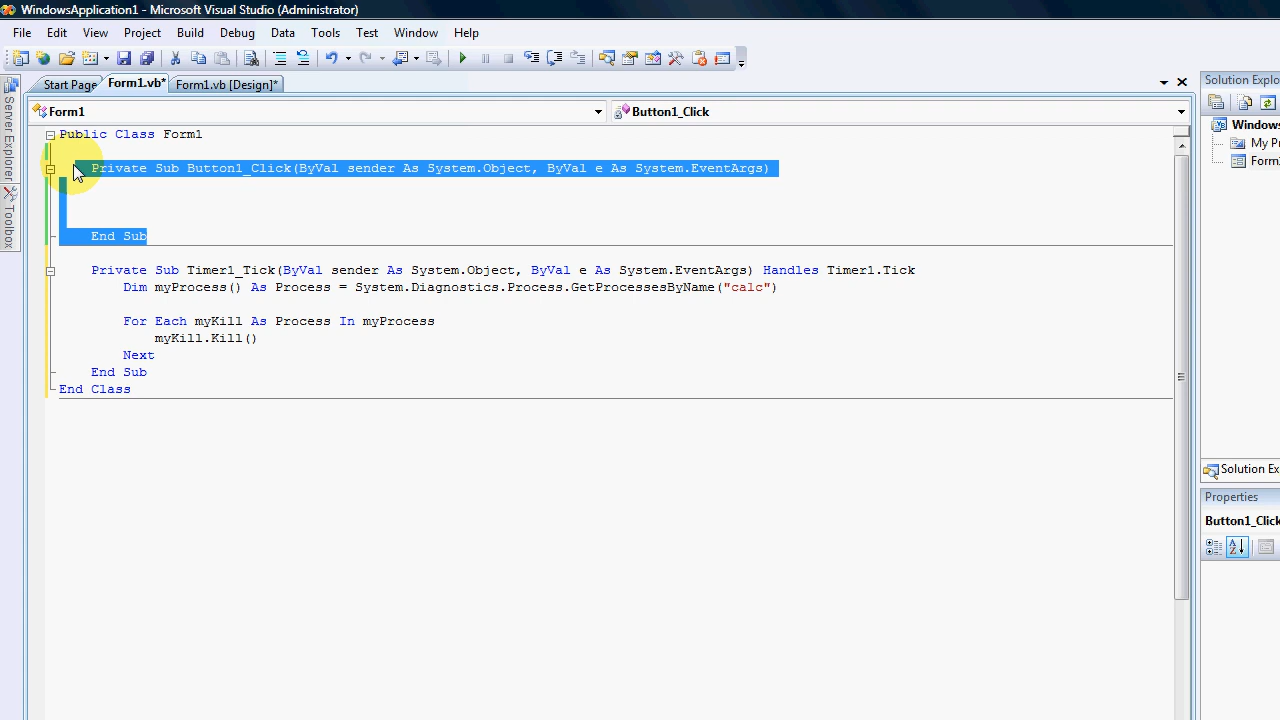 WindowsApplication1 - Microsoft Visual Studio (Administrator)
File Edit View Project Build Debug Data Tools Test Window Help
Start Page Form1.vb* Form1.vb [Design]*
Solution Explo
Server Explorer
Toolbox
Form1 Button1_Click
Public Class Form1
Private Sub Button1_Click(ByVal sender As System.Object, ByVal e As System.EventArgs)
End Sub
Private Sub Timer1_Tick(ByVal sender As System.Object, ByVal e As System.EventArgs) Handles Timer1.Tick
Dim myProcess() As Process = System.Diagnostics.Process.GetProcessesByName("calc")
For Each myKill As Process In myProcess
myKill.Kill()
Next
End Sub
End Class
Windows
My P
Form
Solution Ex
Properties
Button1_Click